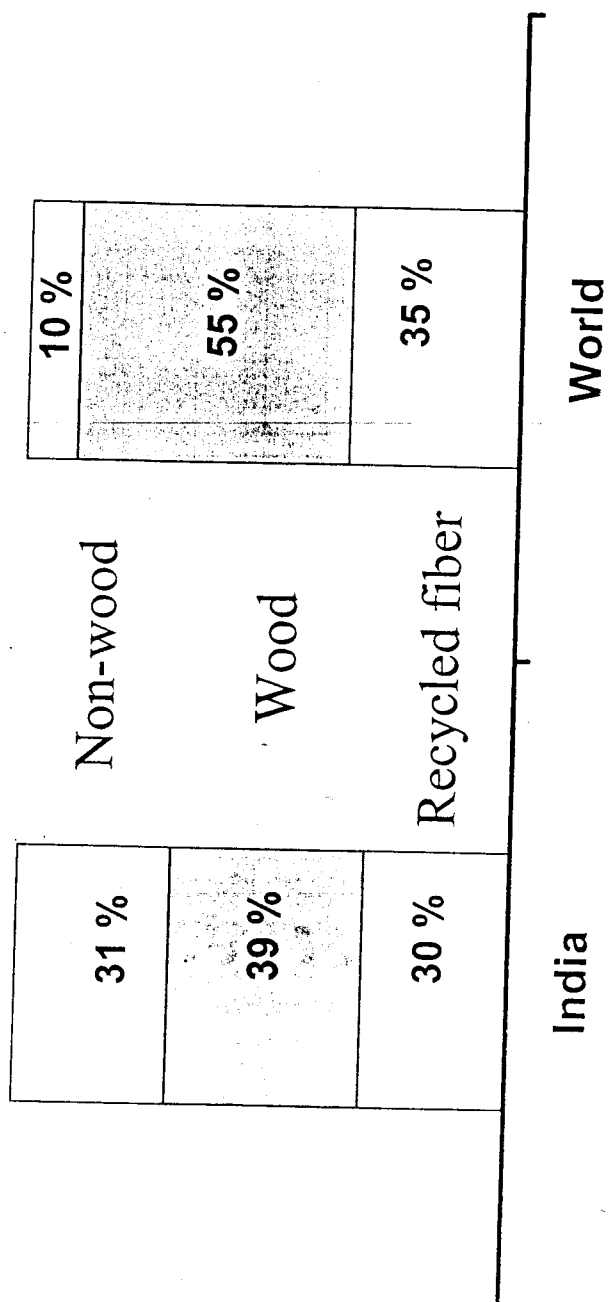 31 %
Non-wood
10 %
39 %
Wood
55 %
30 %
Recycled fiber
35 %
India
World